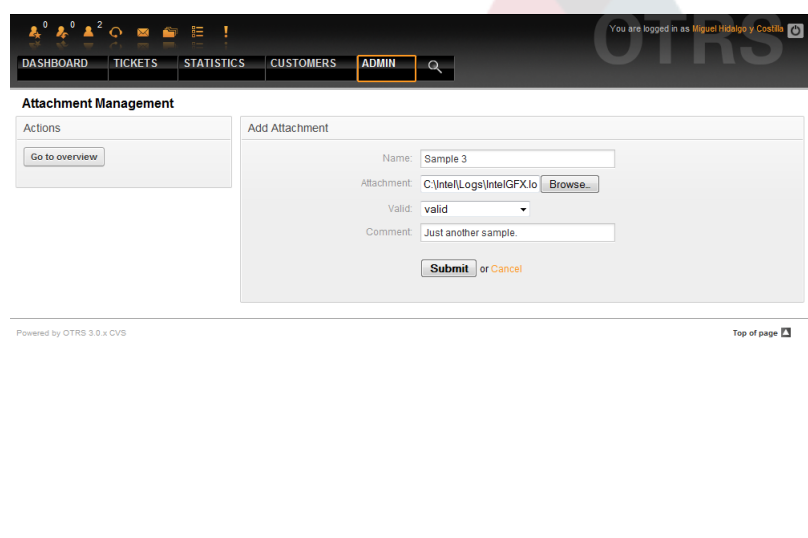 0 0 2
You are logged in as Miguel Hidalgo y Costilla
OTRS
DASHBOARD TICKETS STATISTICS CUSTOMERS ADMIN
Attachment Management
Actions
Go to overview
Add Attachment
Name: Sample 3
Attachment: C:\Intel\Logs\IntelGFX.lo Browse..
Valid: valid
Comment: Just another sample.
Submit or Cancel
Powered by OTRS 3.0.x CVS
Top of page